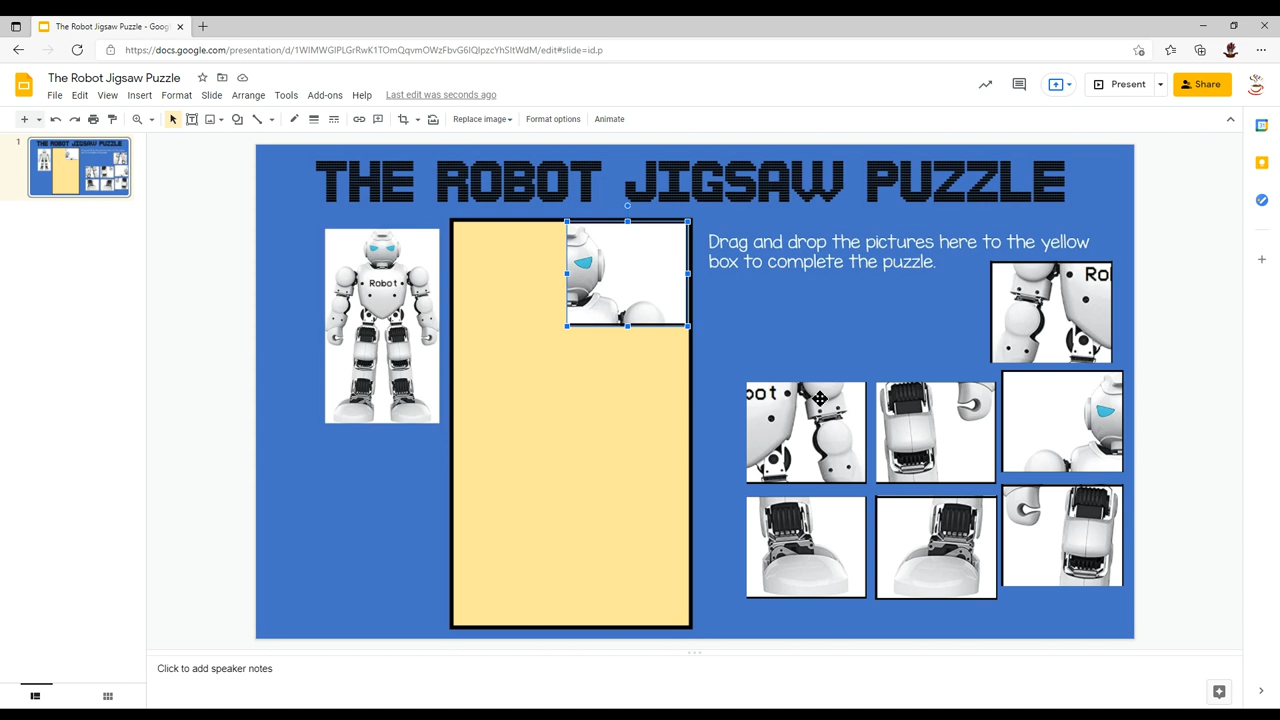 The Robot Jigsaw Puzzle - Goog
https://docs.google.com/presentation/d/1WIMWGIPLGrRwK1TOmQqvmOWzFbvG6IQIpzcYhSItWdM/edit#slide=id.p
The Robot Jigsaw Puzzle
File Edit View Insert Format Slide Arrange Tools Add-ons Help Last edit was seconds ago
Present
Share
Replace image Format options Animate
1
THE ROBOT JIGSAW PUZZLE
Drag and drop the pictures here to the yellow
box to complete the puzzle.
Robot
Ro
bot
Click to add speaker notes